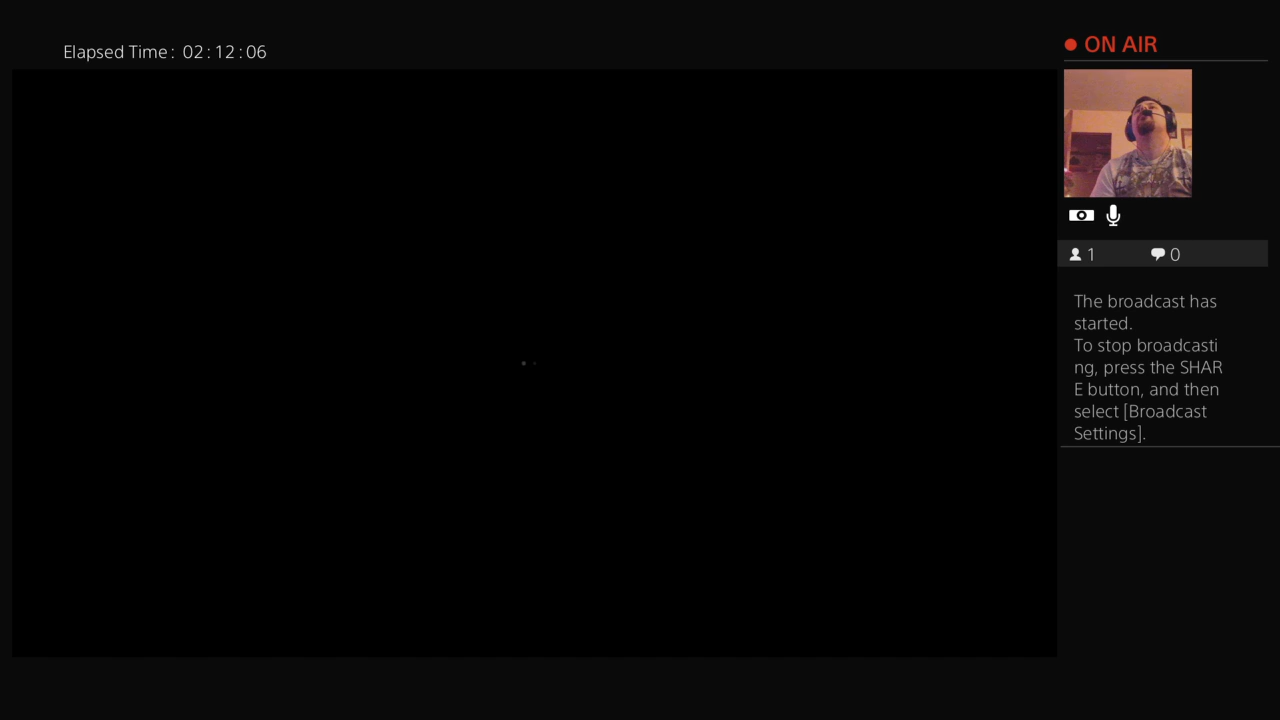 Elapsed Time: 02:12:06
ON AIR
1 0
The broadcast has
started.
To stop broadcasti
ng, press the SHAR
E button, and then
select [Broadcast
Settings].